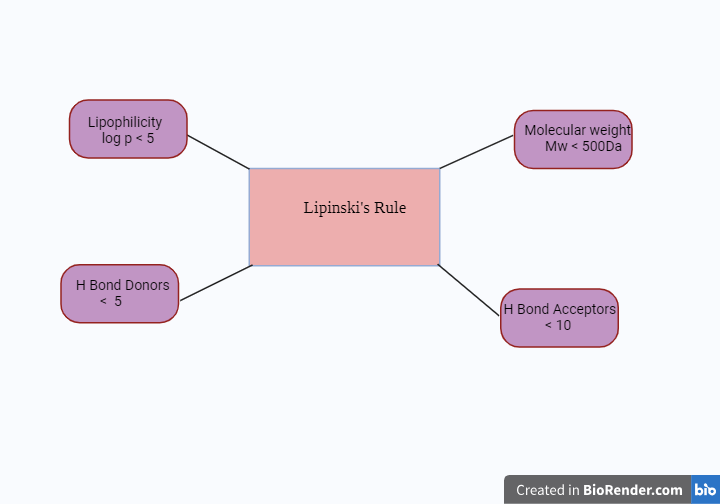 Lipophilicity
log p < 5
Molecular weight
Mw < 500Da
Lipinski's Rule
H Bond Donors
< 5
H Bond Acceptors
< 10
Created in BioRender.com bio